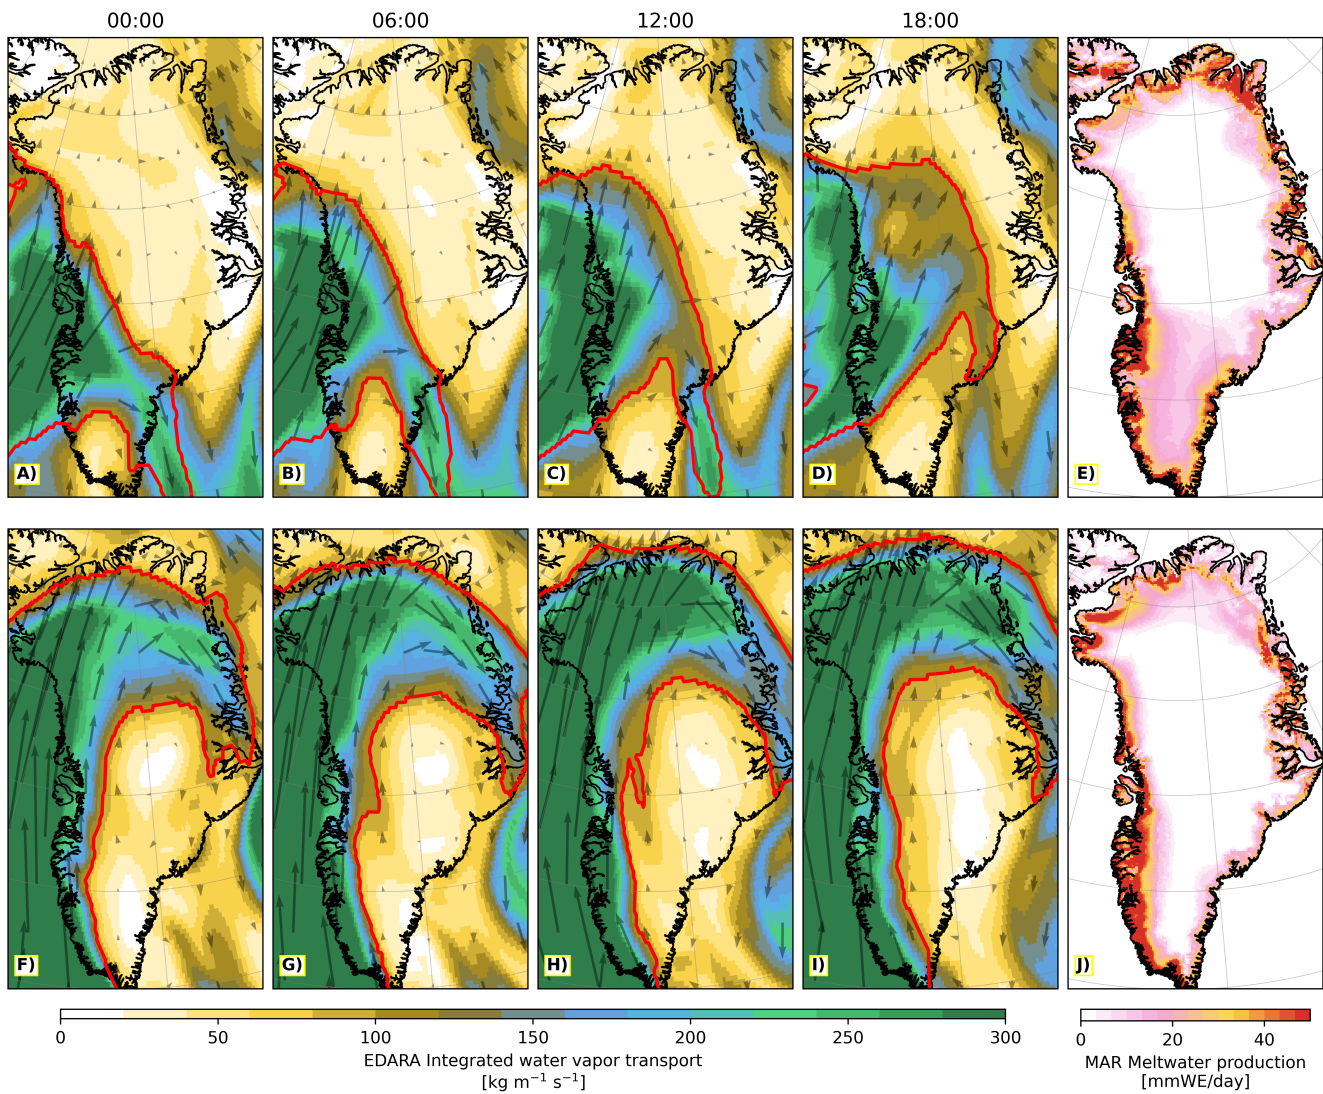 00:00 06:00 12:00 18:00
A) B) C) D) E)
F) G) H) I) J)
0 50 100 150 200 250 300
EDARA Integrated water vapor transport
[kg m⁻¹ s⁻¹]
0 20 40
MAR Meltwater production
[mmWE/day]